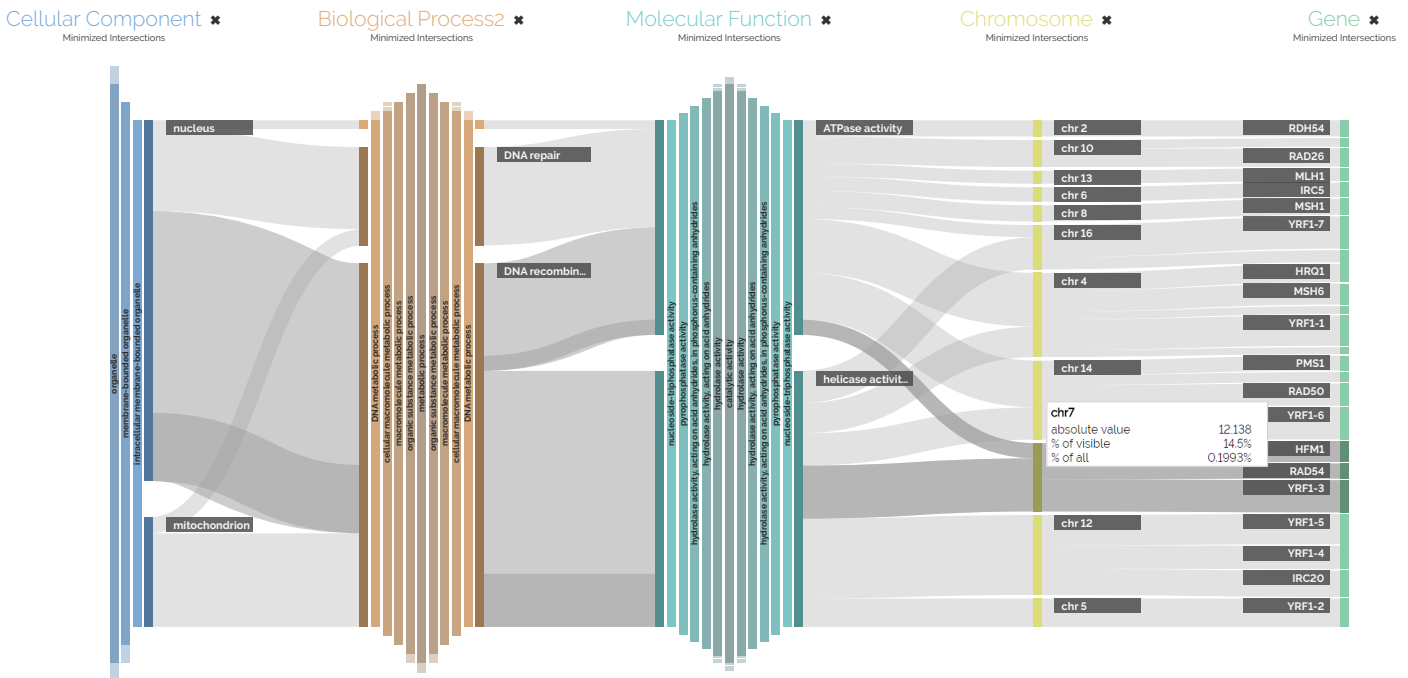 Cellular Component ✖
Minimized Intersections
Biological Process2 ✖
Minimized Intersections
Molecular Function ✖
Minimized Intersections
Chromosome ✖
Minimized Intersections
Gene ✖
Minimized Intersections
organelle
membrane-bounded organelle
intracellular membrane-bounded organelle
nucleus
mitochondrion
DNA metabolic process
cellular macromolecule metabolic process
macromolecule metabolic process
organic substance metabolic process
metabolic process
organic substance metabolic process
macromolecule metabolic process
cellular macromolecule metabolic process
DNA metabolic process
DNA repair
DNA recombin...
nucleoside-triphosphatase activity
pyrophosphatase activity
hydrolase activity, acting on acid anhydrides, in phosphorus-containing anhydrides
hydrolase activity, acting on acid anhydrides
hydrolase activity
catalytic activity
hydrolase activity
hydrolase activity, acting on acid anhydrides
hydrolase activity, acting on acid anhydrides, in phosphorus-containing anhydrides
pyrophosphatase activity
nucleoside-triphosphatase activity
ATPase activity
helicase activit...
chr 2
chr 10
chr 13
chr 6
chr 8
chr 16
chr 4
chr 14
chr7
absolute value 12,138
% of visible 14.5%
% of all 0.1993%
chr 12
chr 5
RDH54
RAD26
MLH1
IRC5
MSH1
YRF1-7
HRQ1
MSH6
YRF1-1
PMS1
RAD50
YRF1-6
HFM1
RAD54
YRF1-3
YRF1-5
YRF1-4
IRC20
YRF1-2